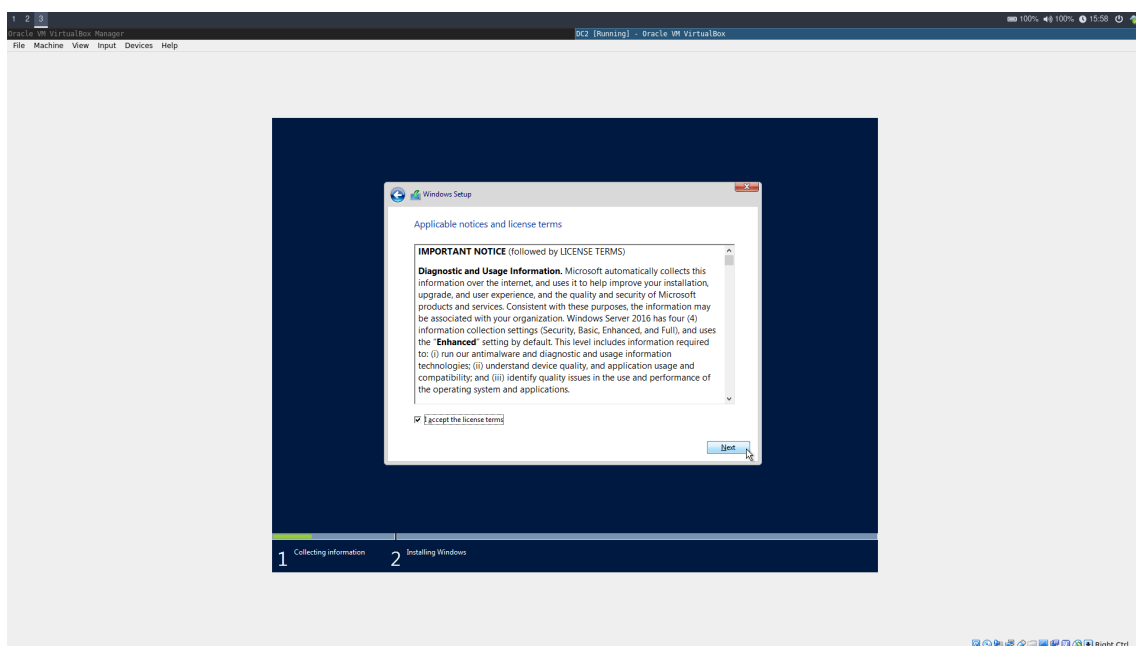 1 2 3
100% 100% 15:58
Oracle VM VirtualBox Manager
DC2 [Running] - Oracle VM VirtualBox
File Machine View Input Devices Help
Windows Setup
Applicable notices and license terms
IMPORTANT NOTICE (followed by LICENSE TERMS)
Diagnostic and Usage Information. Microsoft automatically collects this
information over the internet, and uses it to help improve your installation,
upgrade, and user experience, and the quality and security of Microsoft
products and services. Consistent with these purposes, the information may
be associated with your organization. Windows Server 2016 has four (4)
information collection settings (Security, Basic, Enhanced, and Full), and uses
the "Enhanced" setting by default. This level includes information required
to: (i) run our antimalware and diagnostic and usage information
technologies; (ii) understand device quality, and application usage and
compatibility; and (iii) identify quality issues in the use and performance of
the operating system and applications.
I accept the license terms
Next
1 Collecting information
2 Installing Windows
Right Ctrl